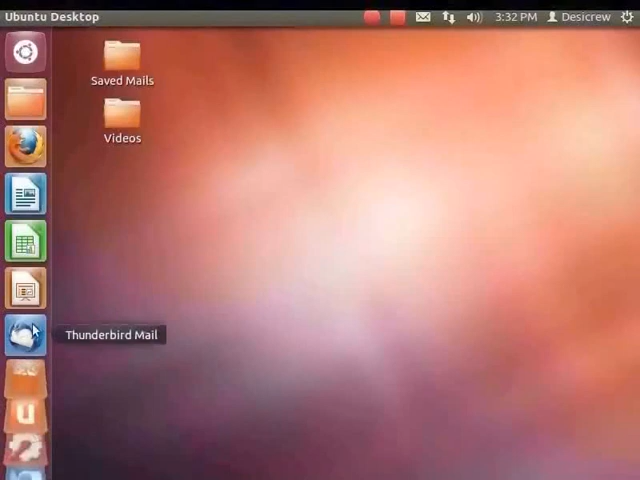 Ubuntu Desktop
3:32 PM
Desicrew
Saved Mails
Videos
Thunderbird Mail
u